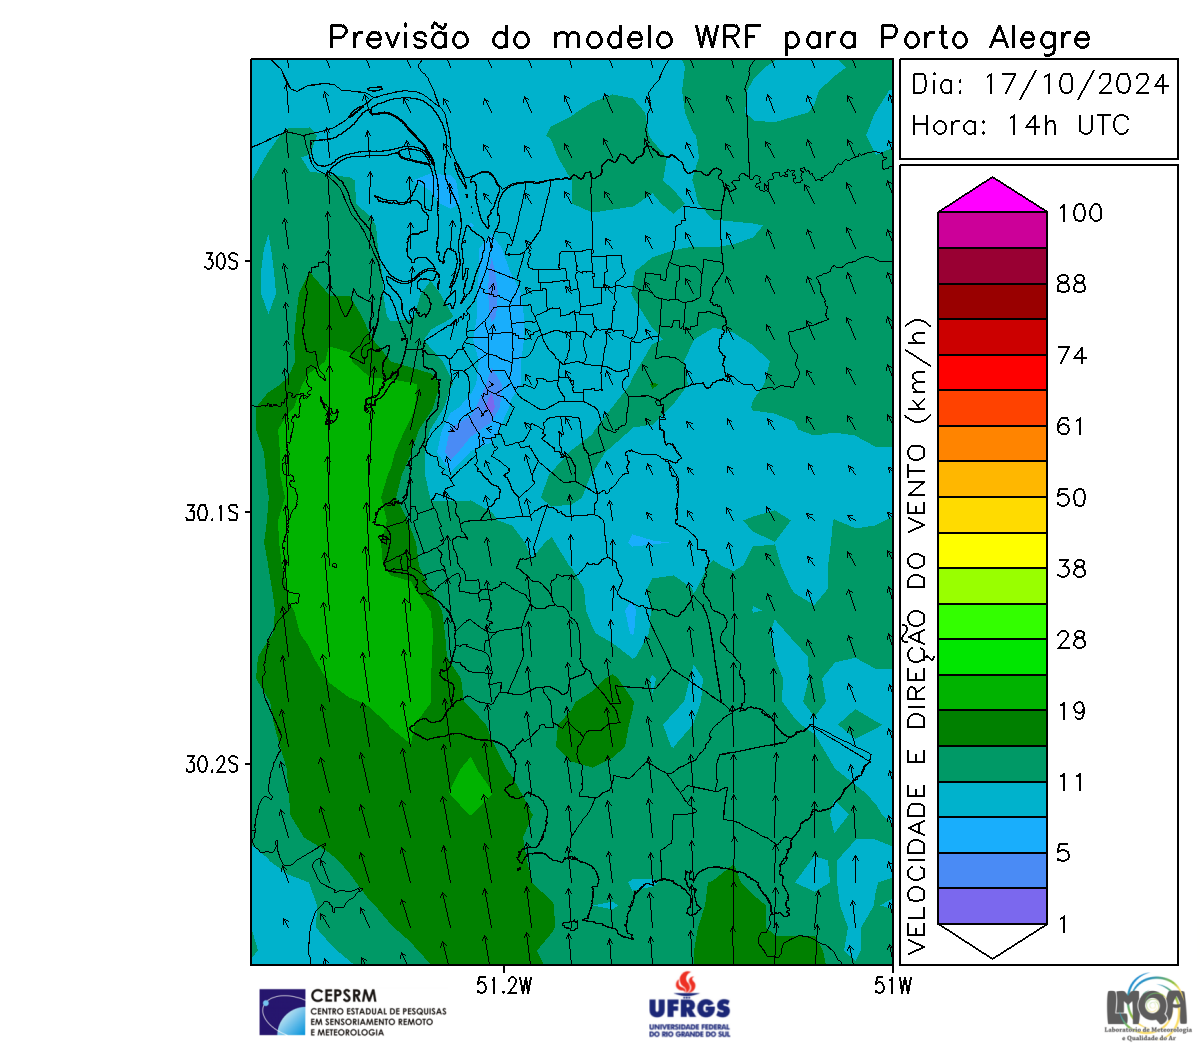 Previsão do modelo WRF para Porto Alegre
Dia: 17/10/2024
Hora: 14h UTC
30S
30.1S
30.2S
51.2W
51W
VELOCIDADE E DIREÇÃO DO VENTO (km/h)
100
88
74
61
50
38
28
19
11
5
1
CEPSRM
CENTRO ESTADUAL DE PESQUISAS
EM SENSORIAMENTO REMOTO
E METEOROLOGIA
UFRGS
UNIVERSIDADE FEDERAL
DO RIO GRANDE DO SUL
LMQA
Laboratório de Meteorologia
e Qualidade do Ar